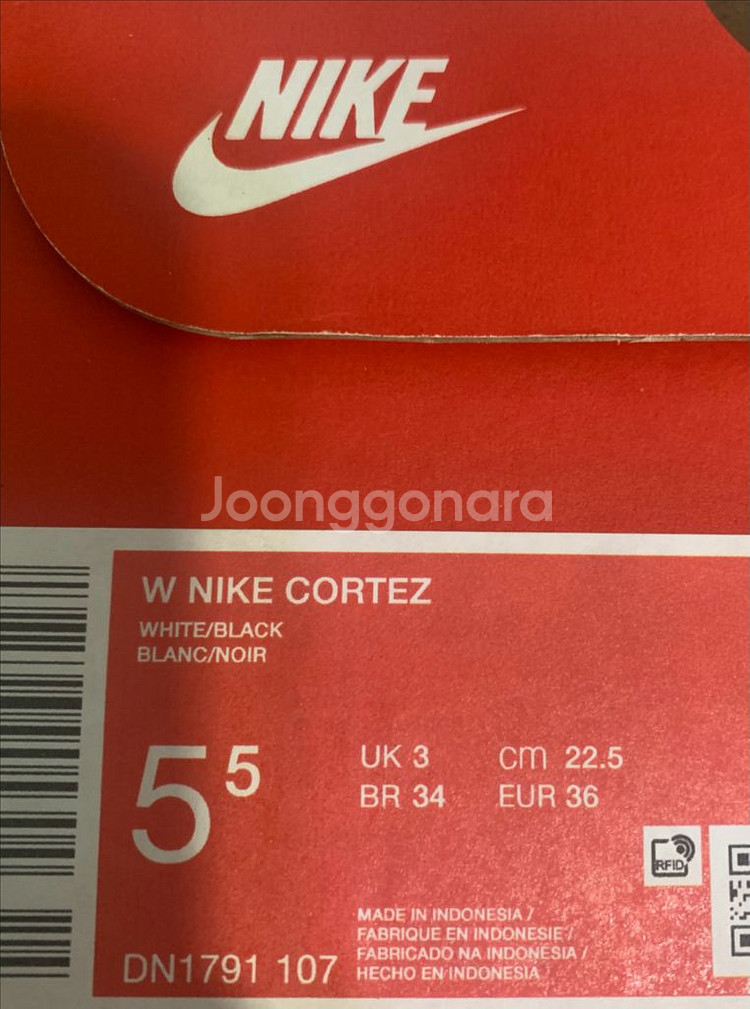 NIKE
Joonggonara
W NIKE CORTEZ
WHITE/BLACK
BLANC/NOIR
5 5
UK 3 cm 22.5
BR 34 EUR 36
RFID
MADE IN INDONESIA /
FABRIQUE EN INDONESIE /
FABRICADO NA INDONESIA /
HECHO EN INDONESIA
DN1791 107